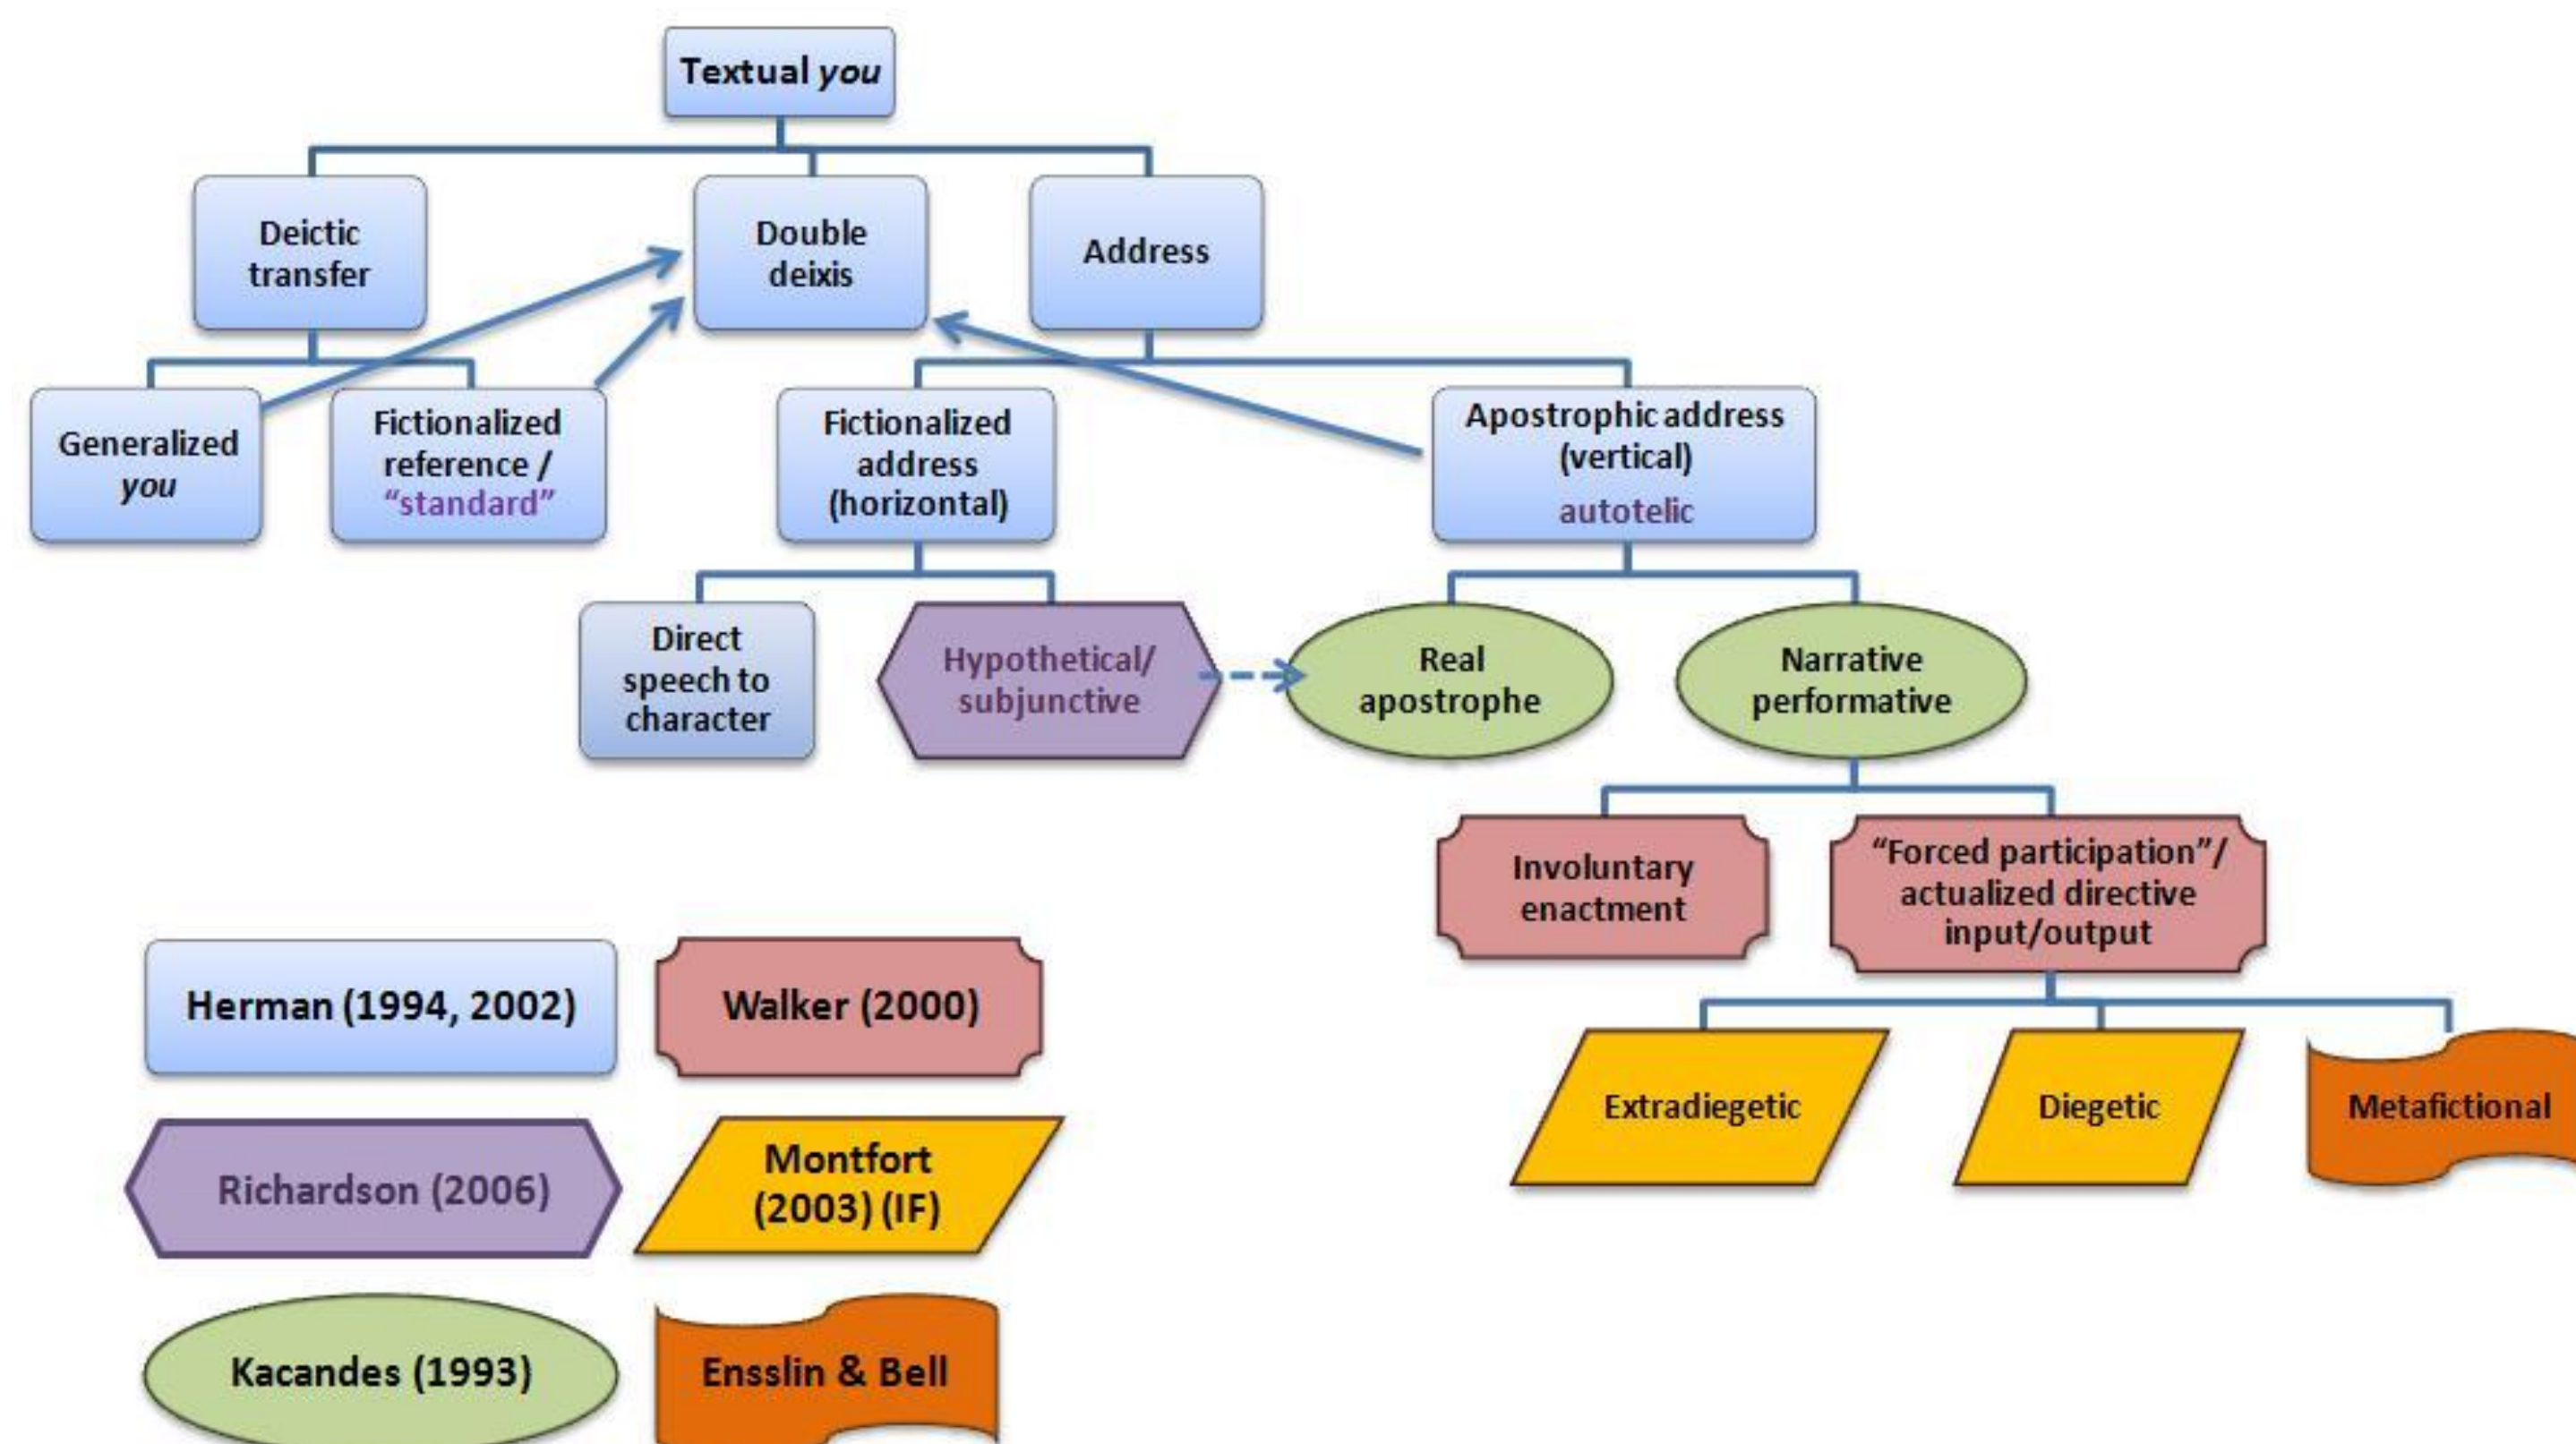 Textual you
Deictic
transfer
Double
deixis
Address
Generalized
you
Fictionalized
reference /
“standard”
Fictionalized
address
(horizontal)
Apostrophic address
(vertical)
autotelic
Direct
speech to
character
Hypothetical/
subjunctive
Real
apostrophe
Narrative
performative
Involuntary
enactment
“Forced participation”/
actualized directive
input/output
Extradiegetic
Diegetic
Metafictional
Herman (1994, 2002)
Walker (2000)
Richardson (2006)
Montfort
(2003) (IF)
Kacandes (1993)
Ensslin & Bell